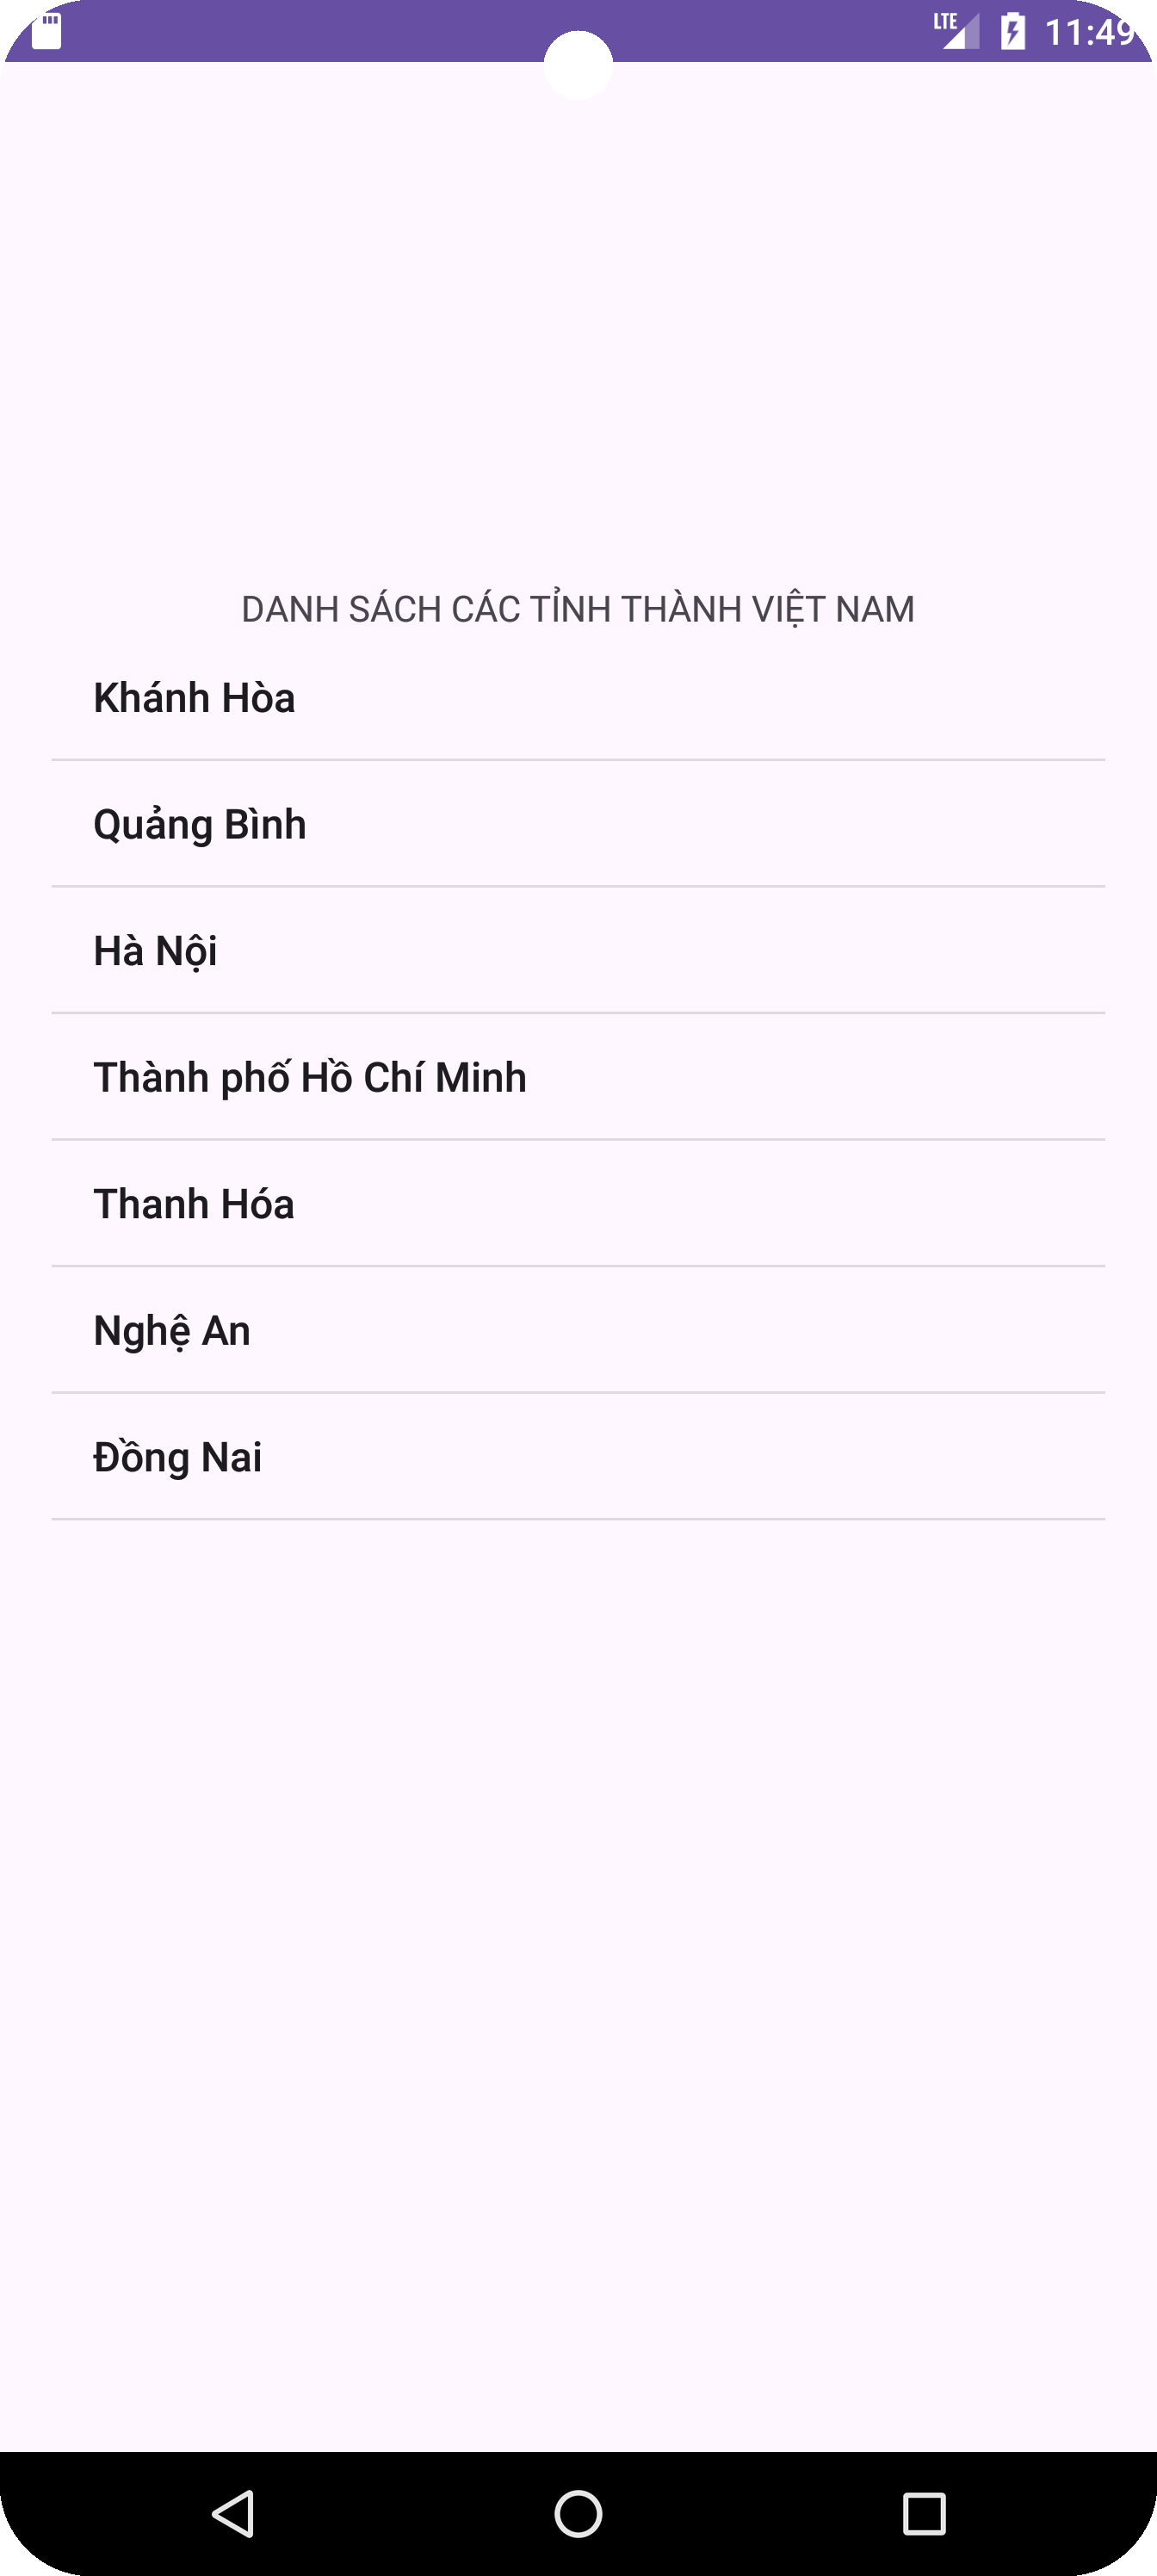 LTE 11:49
DANH SÁCH CÁC TỈNH THÀNH VIỆT NAM
Khánh Hòa
Quảng Bình
Hà Nội
Thành phố Hồ Chí Minh
Thanh Hóa
Nghệ An
Đồng Nai